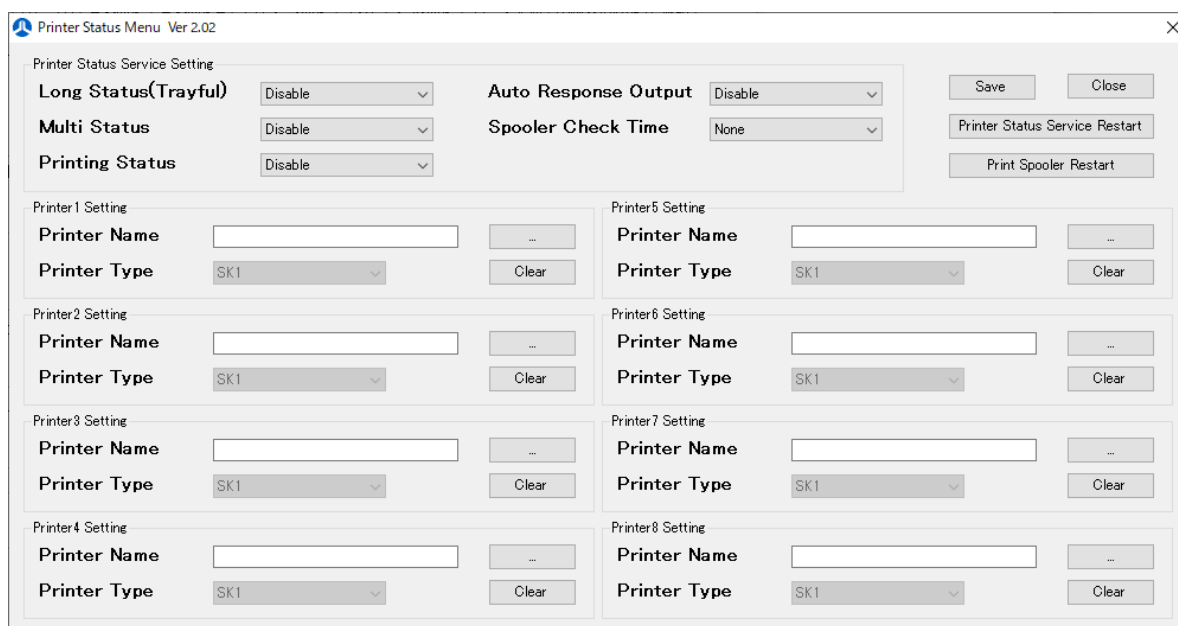 Printer Status Menu Ver 2.02
Printer Status Service Setting
Long Status(Trayful) Disable
Auto Response Output Disable
Save
Close
Multi Status Disable
Spooler Check Time None
Printer Status Service Restart
Printing Status Disable
Print Spooler Restart
Printer1 Setting
Printer Name ...
Printer Type SK1 Clear
Printer5 Setting
Printer Name ...
Printer Type SK1 Clear
Printer2 Setting
Printer Name ...
Printer Type SK1 Clear
Printer6 Setting
Printer Name ...
Printer Type SK1 Clear
Printer3 Setting
Printer Name ...
Printer Type SK1 Clear
Printer7 Setting
Printer Name ...
Printer Type SK1 Clear
Printer4 Setting
Printer Name ...
Printer Type SK1 Clear
Printer8 Setting
Printer Name ...
Printer Type SK1 Clear